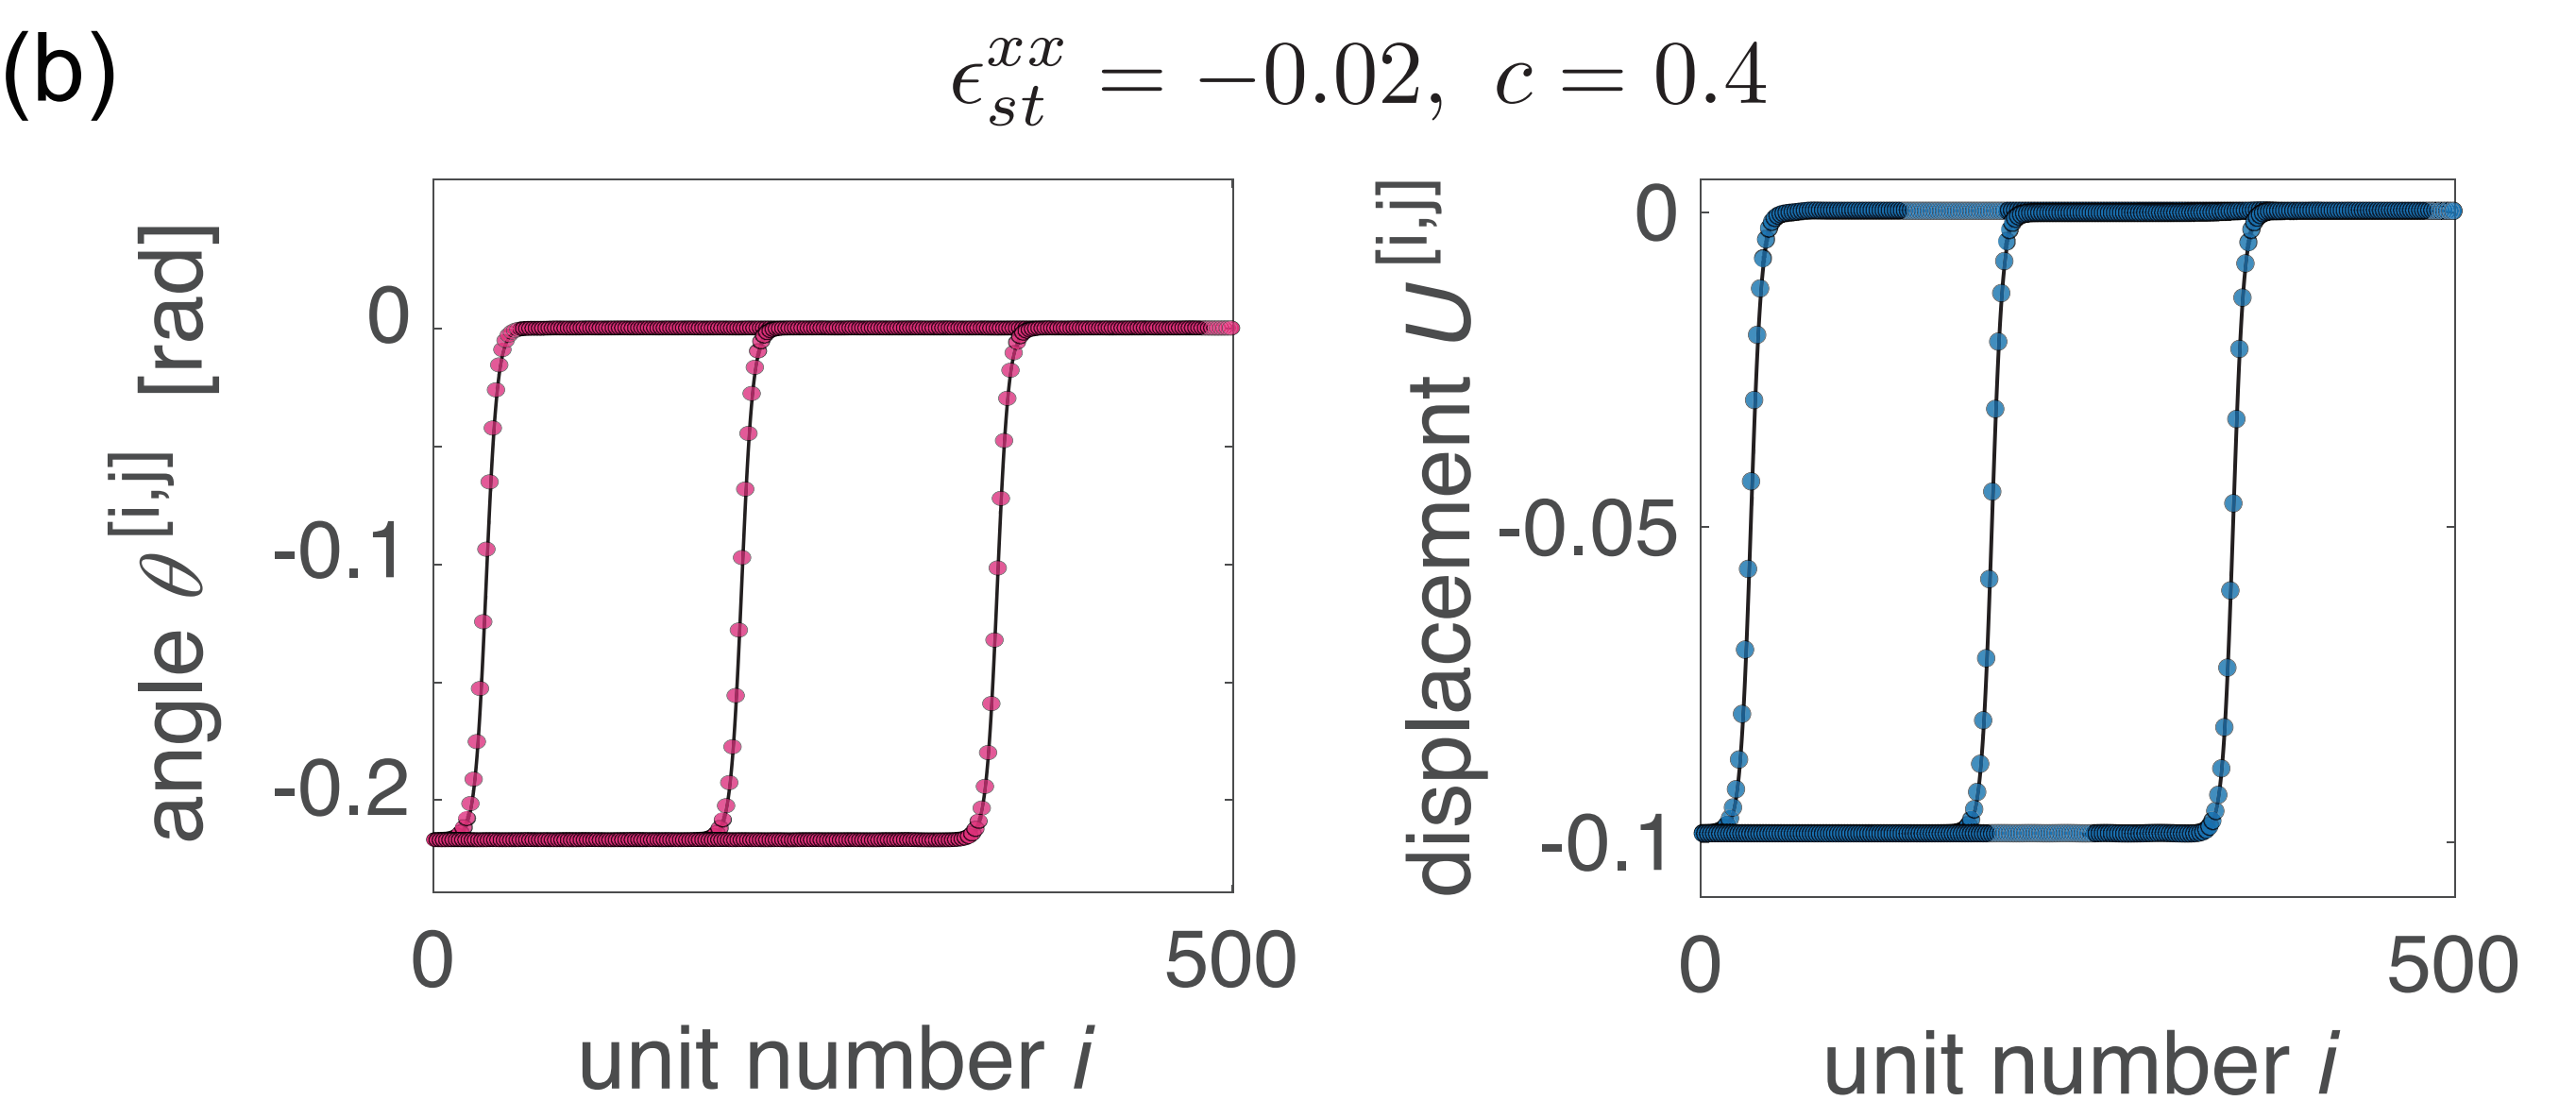 (b)
ϵ_{st}^{xx} = −0.02, c = 0.4
angle θ^{[i,j]} [rad]
0
-0.1
-0.2
0
500
unit number i
displacement U^{[i,j]}
0
-0.05
-0.1
0
500
unit number i